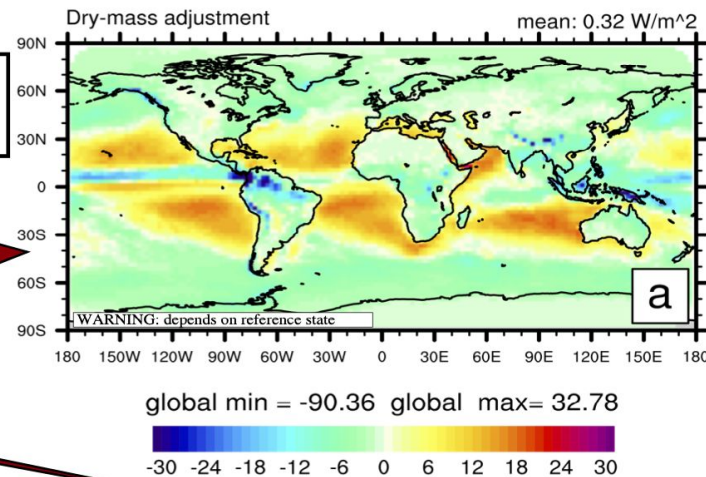 Dry-mass adjustment mean: 0.32 W/m^2
90N
60N
30N
0
30S
60S
90S
a
WARNING: depends on reference state
180 150W 120W 90W 60W 30W 0 30E 60E 90E 120E 150E 180
global min = -90.36 global max= 32.78
-30 -24 -18 -12 -6 0 6 12 18 24 30